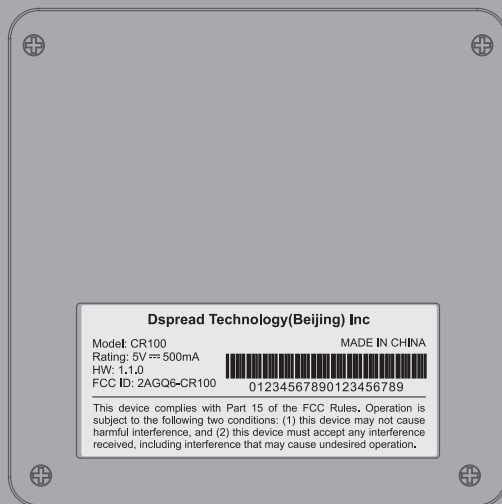 Dspread Technology(Beijing) Inc
Model: CR100
MADE IN CHINA
Rating: 5V ⎓ 500mA
HW: 1.1.0
FCC ID: 2AGQ6-CR100
01234567890123456789
This device complies with Part 15 of the FCC Rules. Operation is
subject to the following two conditions: (1) this device may not cause
harmful interference, and (2) this device must accept any interference
received, including interference that may cause undesired operation.